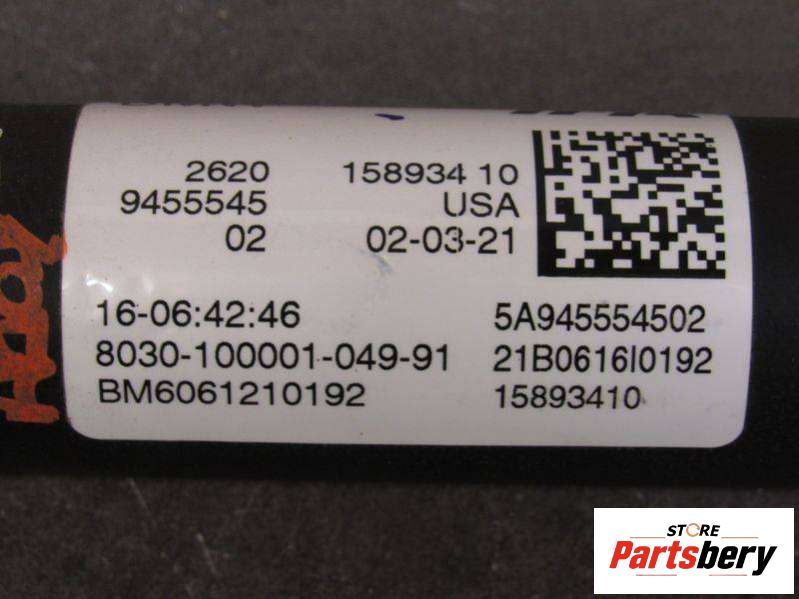 2620 158934 10
9455545 USA
02 02-03-21
16-06:42:46 5A945554502
8030-100001-049-91 21B0616I0192
BM6061210192 15893410
STORE
Partsbery